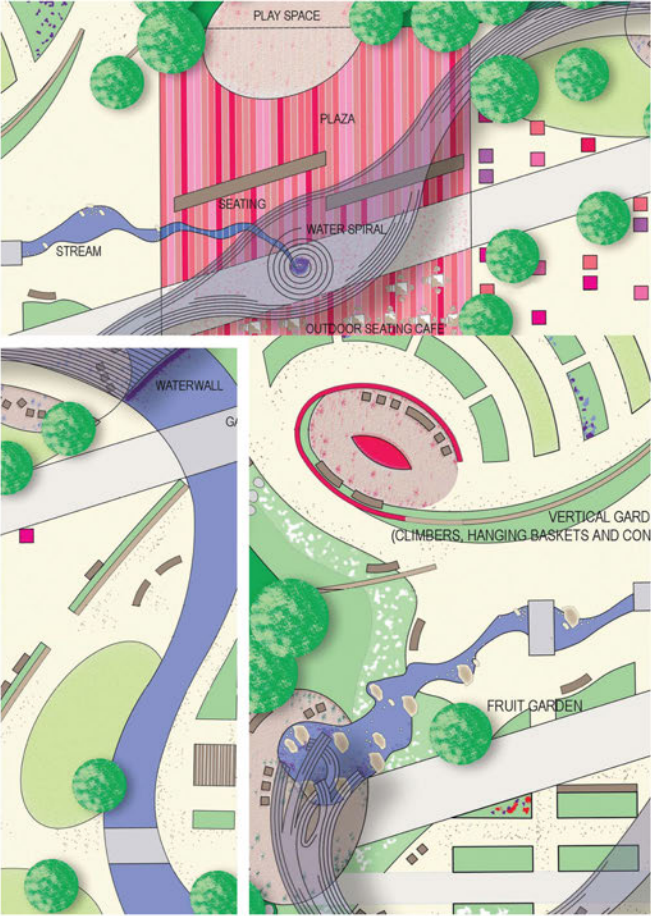 PLAY SPACE
PLAZA
SEATING
WATER SPIRAL
STREAM
OUTDOOR SEATING CAFE'
WATERWALL
GA
VERTICAL GARD
(CLIMBERS, HANGING BASKETS AND CON
FRUIT GARDEN